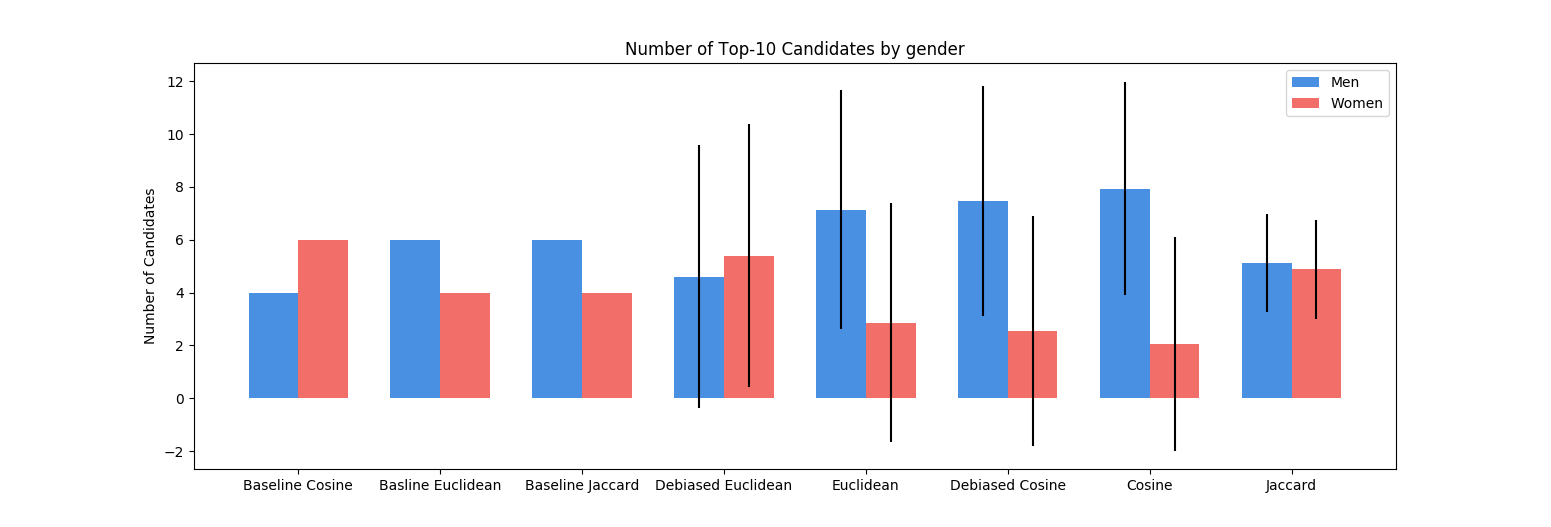 Number of Top-10 Candidates by gender
Men
Women
Number of Candidates
12
10
8
6
4
2
0
−2
Baseline Cosine
Basline Euclidean
Baseline Jaccard
Debiased Euclidean
Euclidean
Debiased Cosine
Cosine
Jaccard